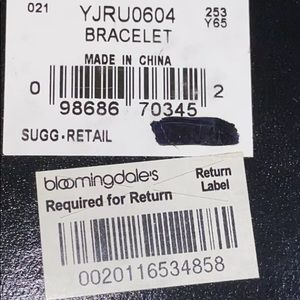 021 YJRU0604 253
BRACELET Y65
MADE IN CHINA
0 98686 70345 2
SUGG-RETAIL
bloomingdale's Return
Required for Return Label
0020116534858